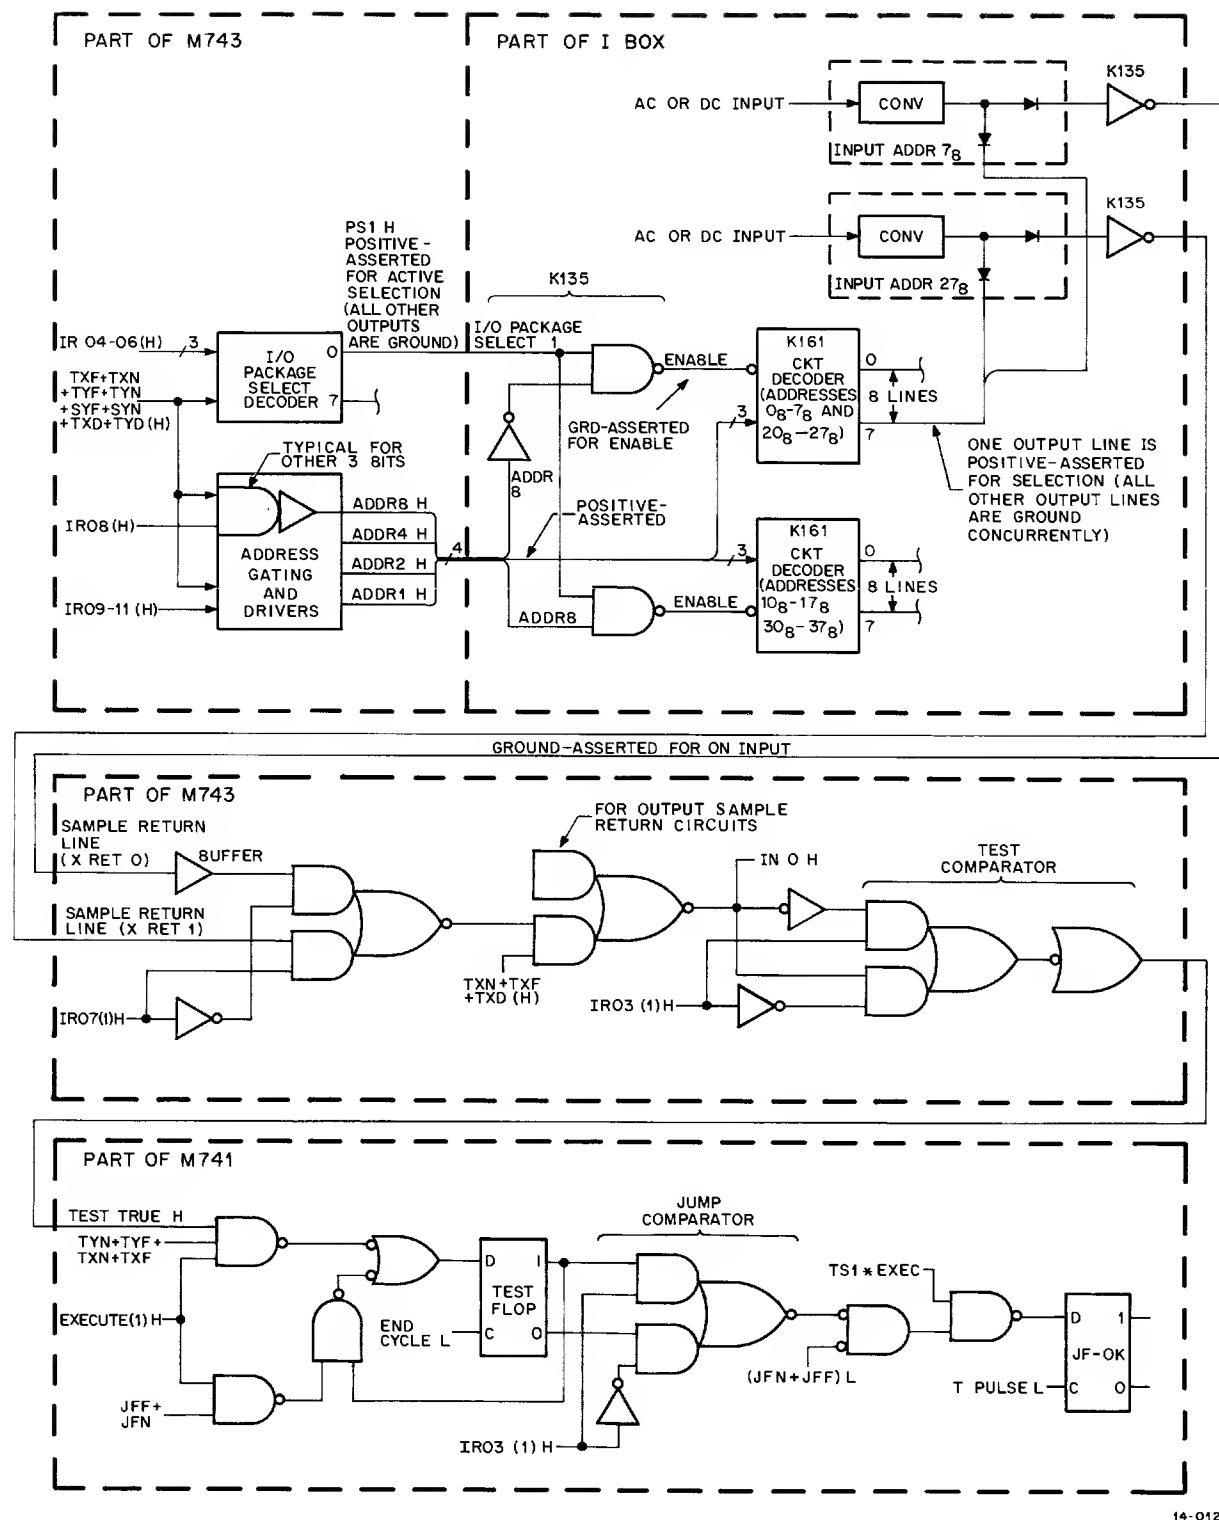 PART OF M743
PART OF I BOX
K135
AC OR DC INPUT
CONV
INPUT ADDR 7₈
K135
AC OR DC INPUT
CONV
INPUT ADDR 27₈
PS1 H
POSITIVE-
ASSERTED
FOR ACTIVE
SELECTION
(ALL OTHER
OUTPUTS
ARE GROUND)
K135
I/O PACKAGE
SELECT 1
IR 04-06(H)
3
I/O
PACKAGE
SELECT
DECODER
0
7
TXF+TXN
+TYF+TYN
+SYF+SYN
+TXD+TYD(H)
ENABLE
GRD-ASSERTED
FOR ENABLE
K161
CKT
DECODER
(ADDRESSES
0₈-7₈ AND
20₈-27₈)
3
0
8 LINES
7
ONE OUTPUT LINE IS
POSITIVE-ASSERTED
FOR SELECTION (ALL
OTHER OUTPUT LINES
ARE GROUND
CONCURRENTLY)
TYPICAL FOR
OTHER 3 BITS
ADDR
8
POSITIVE-
ASSERTED
IR08(H)
ADDR8 H
ADDR4 H
ADDR2 H
ADDR1 H
4
ADDRESS
GATING
AND
DRIVERS
IR09-11(H)
ADDR8
ENABLE
3
K161
CKT
DECODER
(ADDRESSES
10₈-17₈
30₈-37₈)
0
8 LINES
7
GROUND-ASSERTED FOR ON INPUT
PART OF M743
SAMPLE RETURN
LINE
(X RET 0)
BUFFER
SAMPLE RETURN
LINE (X RET 1)
IR07(1)H
FOR OUTPUT SAMPLE
RETURN CIRCUITS
TXN+TXF
+TXD(H)
IN 0 H
IR03 (1)H
TEST
COMPARATOR
PART OF M741
TEST TRUE H
TYN+TYF+
TXN+TXF
EXECUTE(1)H
JFF+
JFN
END
CYCLE L
D
1
TEST
FLOP
C
0
JUMP
COMPARATOR
IR03 (1) H
(JFN+JFF) L
TS1*EXEC
T PULSE L
D
1
JF-OK
C
0
14-012